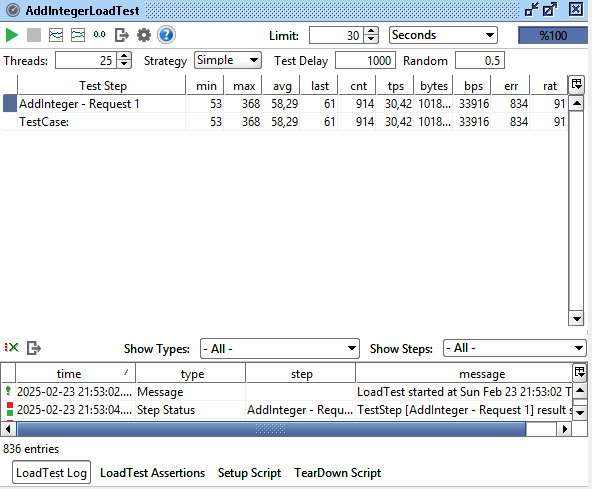 AddIntegerLoadTest
0.0 Limit: 30 Seconds %100
Threads: 25 Strategy Simple Test Delay 1000 Random 0.5
Test Step min max avg last cnt tps bytes bps err rat
AddInteger - Request 1 53 368 58,29 61 914 30,42 1018... 33916 834 91
TestCase: 53 368 58,29 61 914 30,42 1018... 33916 834 91
Show Types: - All - Show Steps: - All -
time type step message
2025-02-23 21:53:02.... Message LoadTest started at Sun Feb 23 21:53:02 T
2025-02-23 21:53:04.... Step Status AddInteger - Requ... TestStep [AddInteger - Request 1] result s
836 entries
LoadTest Log LoadTest Assertions Setup Script TearDown Script